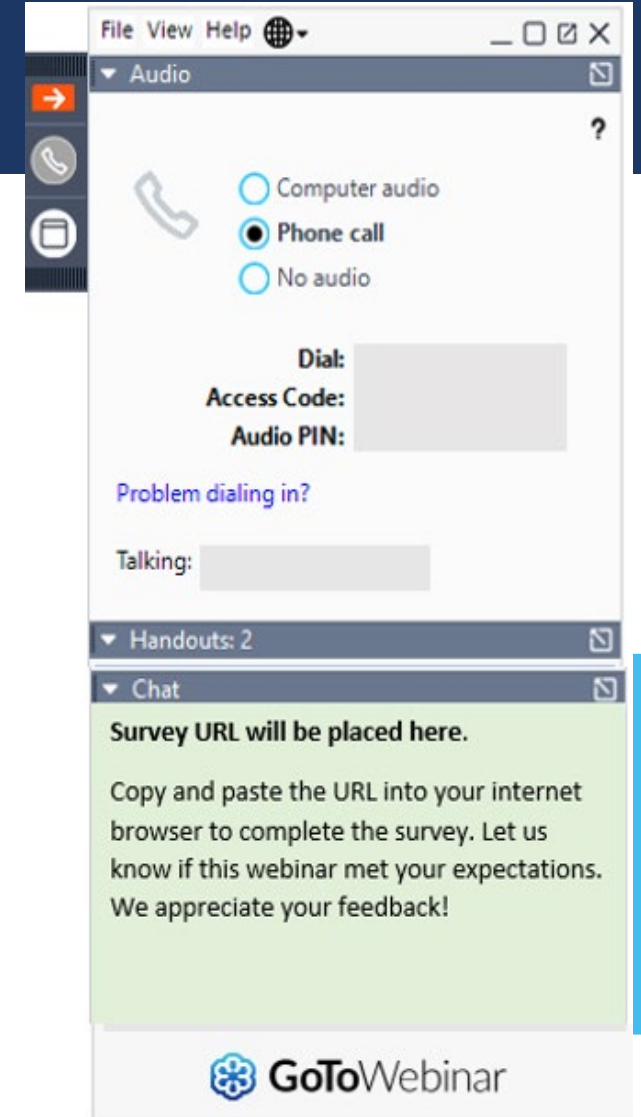 File View Help
Audio
?
Computer audio
Phone call
No audio
Dial:
Access Code:
Audio PIN:
Problem dialing in?
Talking:
Handouts: 2
Chat
Survey URL will be placed here.
Copy and paste the URL into your internet
browser to complete the survey. Let us
know if this webinar met your expectations.
We appreciate your feedback!
GoToWebinar